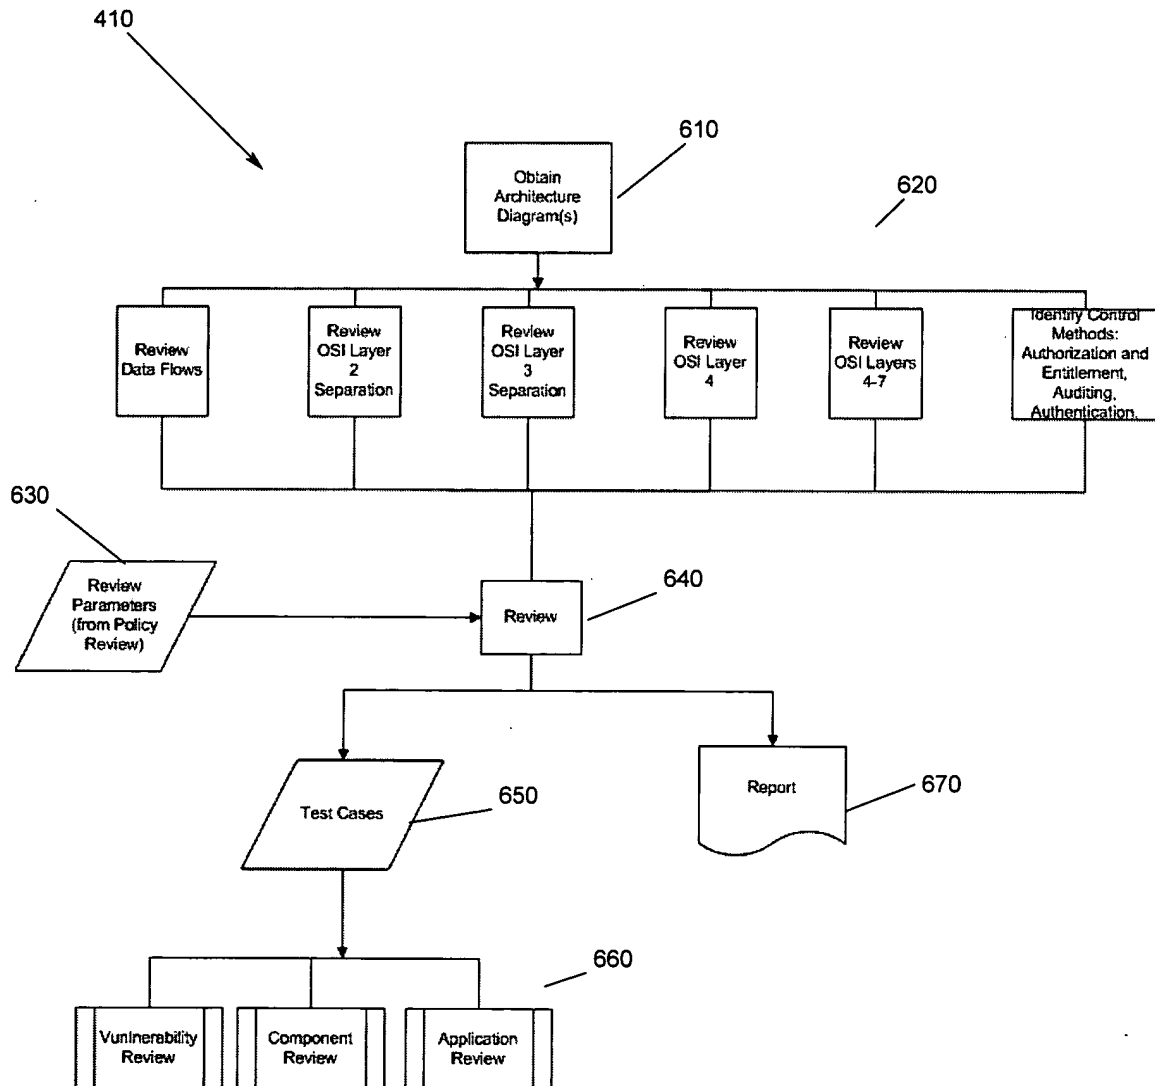 410
610
Obtain
Architecture
Diagram(s)
620
Review
Data Flows
Review
OSI Layer
2
Separation
Review
OSI Layer
3
Separation
Review
OSI Layer
4
Review
OSI Layers
4-7
Identify Control
Methods:
Authorization and
Entitlement,
Auditing,
Authentication.
630
Review
Parameters
(from Policy
Review)
640
Review
650
Test Cases
Report
670
660
Vunlnerability
Review
Component
Review
Application
Review